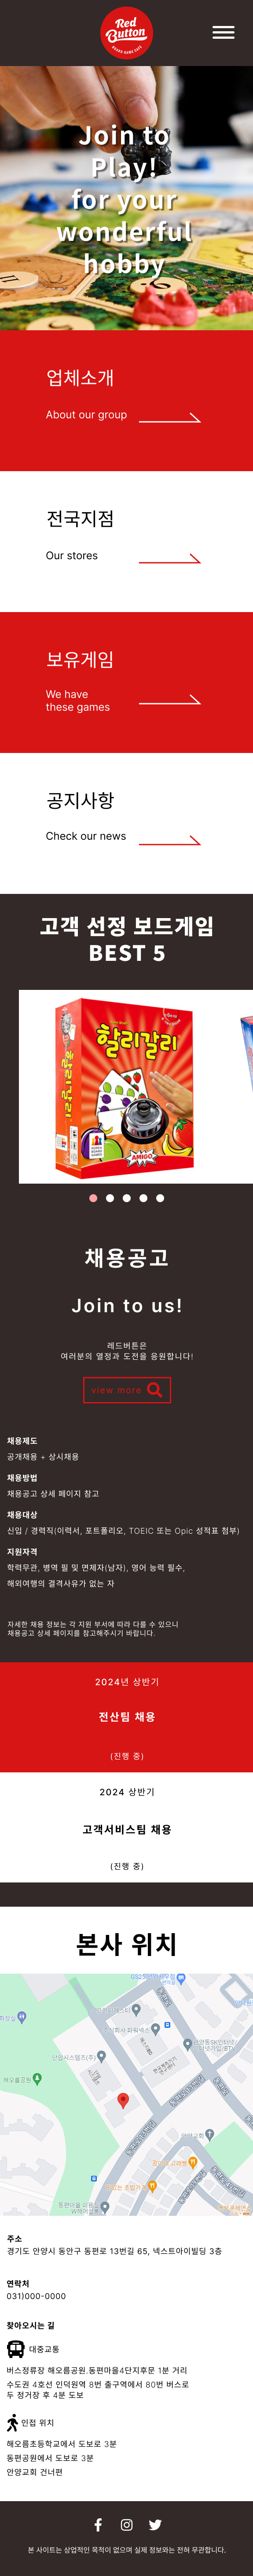 Red
Button
BOARD GAME CAFE
Join to
Play!
for your
wonderful
hobby
업체소개
About our group
전국지점
Our stores
보유게임
We have
these games
공지사항
Check our news
고객 선정 보드게임
BEST 5
할리갈리
할리갈리
AMIGO
채용공고
Join to us!
레드버튼은
여러분의 열정과 도전을 응원합니다!
view more
채용제도
공개채용 + 상시채용
채용방법
채용공고 상세 페이지 참고
채용대상
신입 / 경력직(이력서, 포트폴리오, TOEIC 또는 Opic 성적표 첨부)
지원자격
학력무관, 병역 필 및 면제자(남자), 영어 능력 필수,
해외여행의 결격사유가 없는 자
자세한 채용 정보는 각 지원 부서에 따라 다를 수 있으니
채용공고 상세 페이지를 참고해주시기 바랍니다.
2024년 상반기
전산팀 채용
(진행 중)
2024 상반기
고객서비스팀 채용
(진행 중)
본사 위치
해오름공원
주소
경기도 안양시 동안구 동편로 13번길 65, 넥스트아이빌딩 3층
연락처
031)000-0000
찾아오시는 길
대중교통
버스정류장 해오름공원.동편마을4단지후문 1분 거리
수도권 4호선 인덕원역 8번 출구역에서 80번 버스로
두 정거장 후 4분 도보
인접 위치
해오름초등학교에서 도보로 3분
동편공원에서 도보로 3분
안양교회 건너편
본 사이트는 상업적인 목적이 없으며 실제 정보와는 전혀 무관합니다.